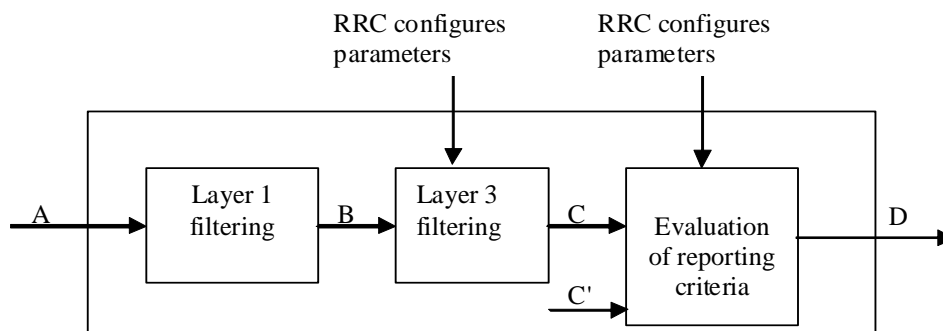 RRC configures
parameters
RRC configures
parameters
A
Layer 1
filtering
B
Layer 3
filtering
C
C'
Evaluation
of reporting
criteria
D